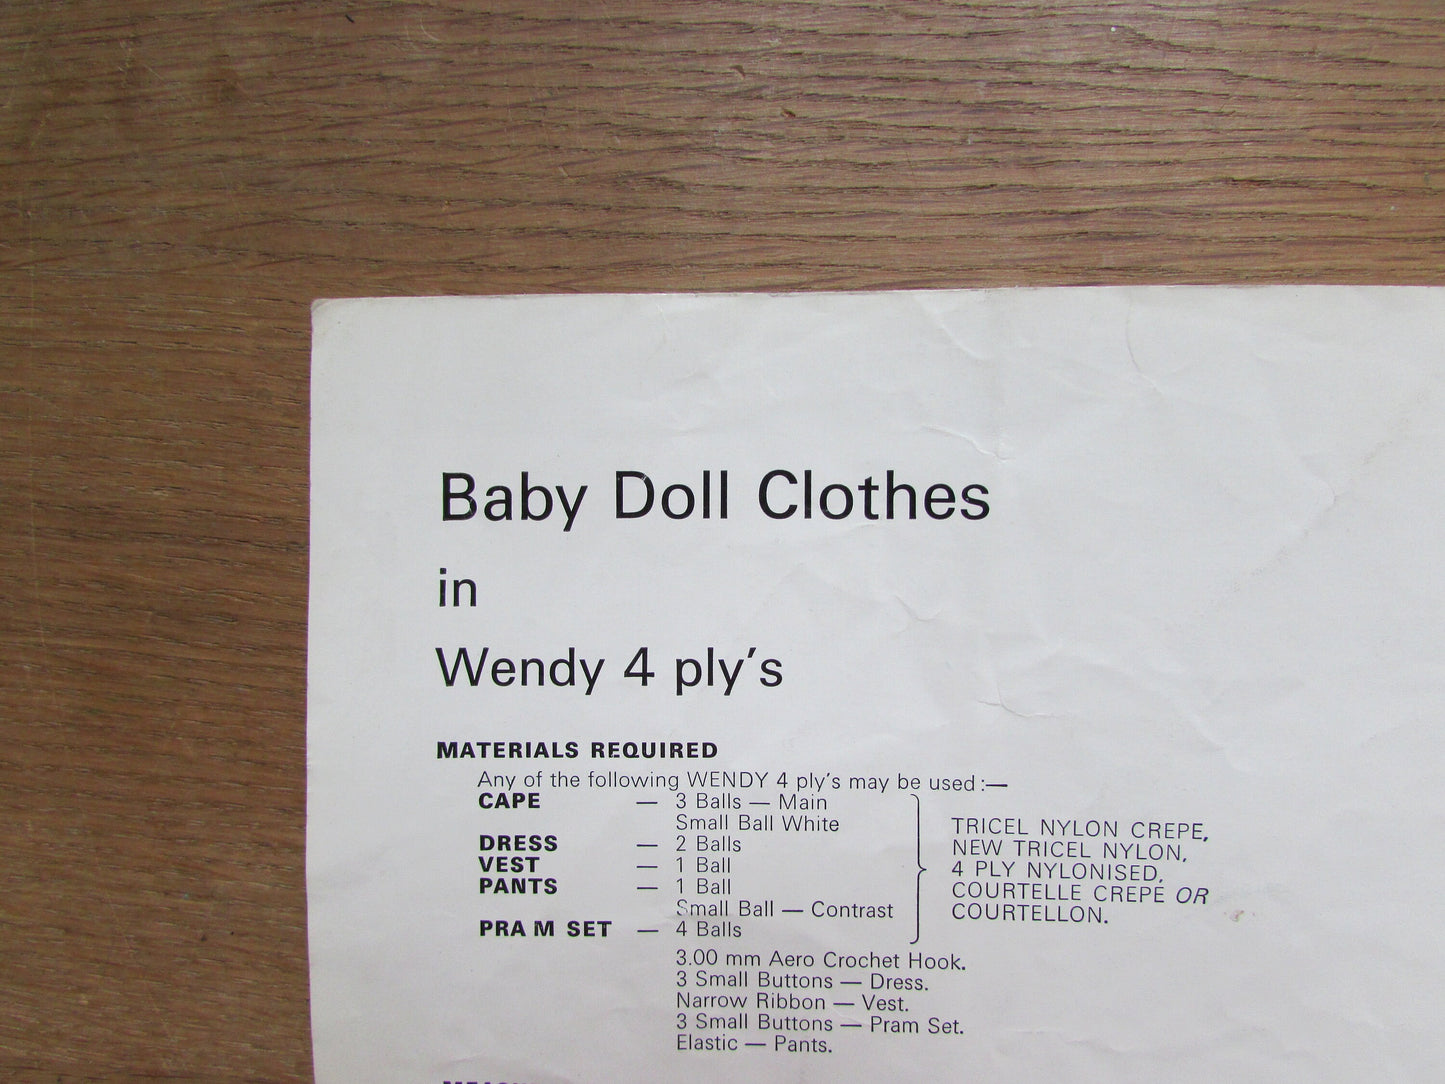 Baby Doll Clothes
in
Wendy 4 ply's
MATERIALS REQUIRED
Any of the following WENDY 4 ply's may be used :—
CAPE — 3 Balls — Main
Small Ball White
DRESS — 2 Balls
VEST — 1 Ball
PANTS — 1 Ball
Small Ball — Contrast
PRAM SET — 4 Balls
TRICEL NYLON CREPE,
NEW TRICEL NYLON,
4 PLY NYLONISED,
COURTELLE CREPE OR
COURTELLON.
3.00 mm Aero Crochet Hook.
3 Small Buttons — Dress.
Narrow Ribbon — Vest.
3 Small Buttons — Pram Set.
Elastic — Pants.